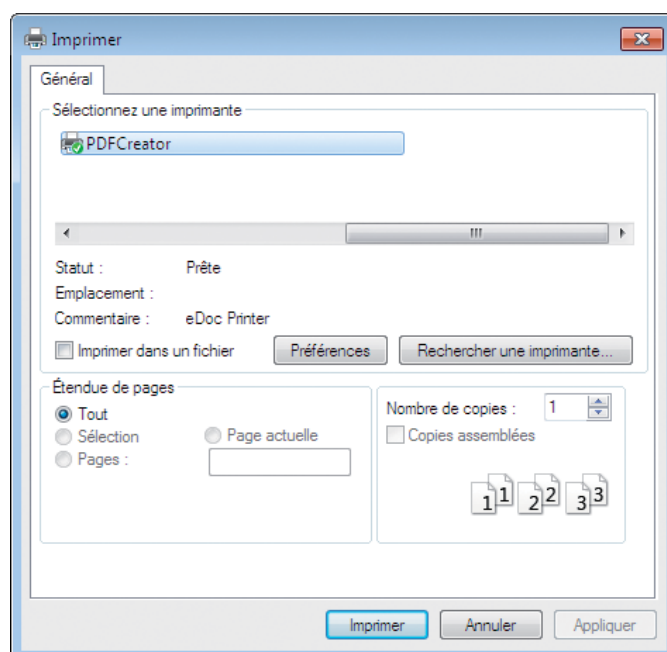 Imprimer
Général
Sélectionnez une imprimante
PDFCreator
Statut : Prête
Emplacement :
Commentaire : eDoc Printer
Imprimer dans un fichier Préférences Rechercher une imprimante...
Étendue de pages
Tout
Sélection Page actuelle
Pages :
Nombre de copies : 1
Copies assemblées
1 1 2 2 3 3
Imprimer Annuler Appliquer